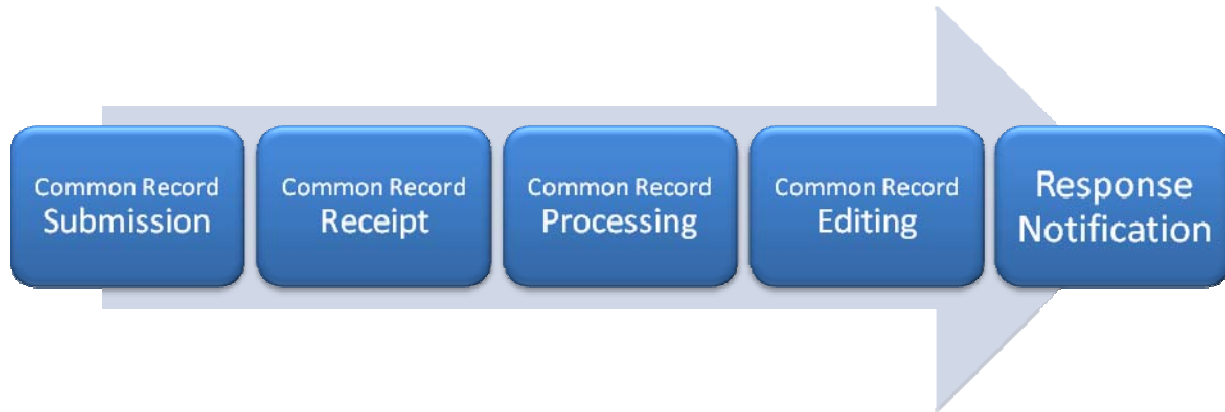 Common Record
Submission
Common Record
Receipt
Common Record
Processing
Common Record
Editing
Response
Notification